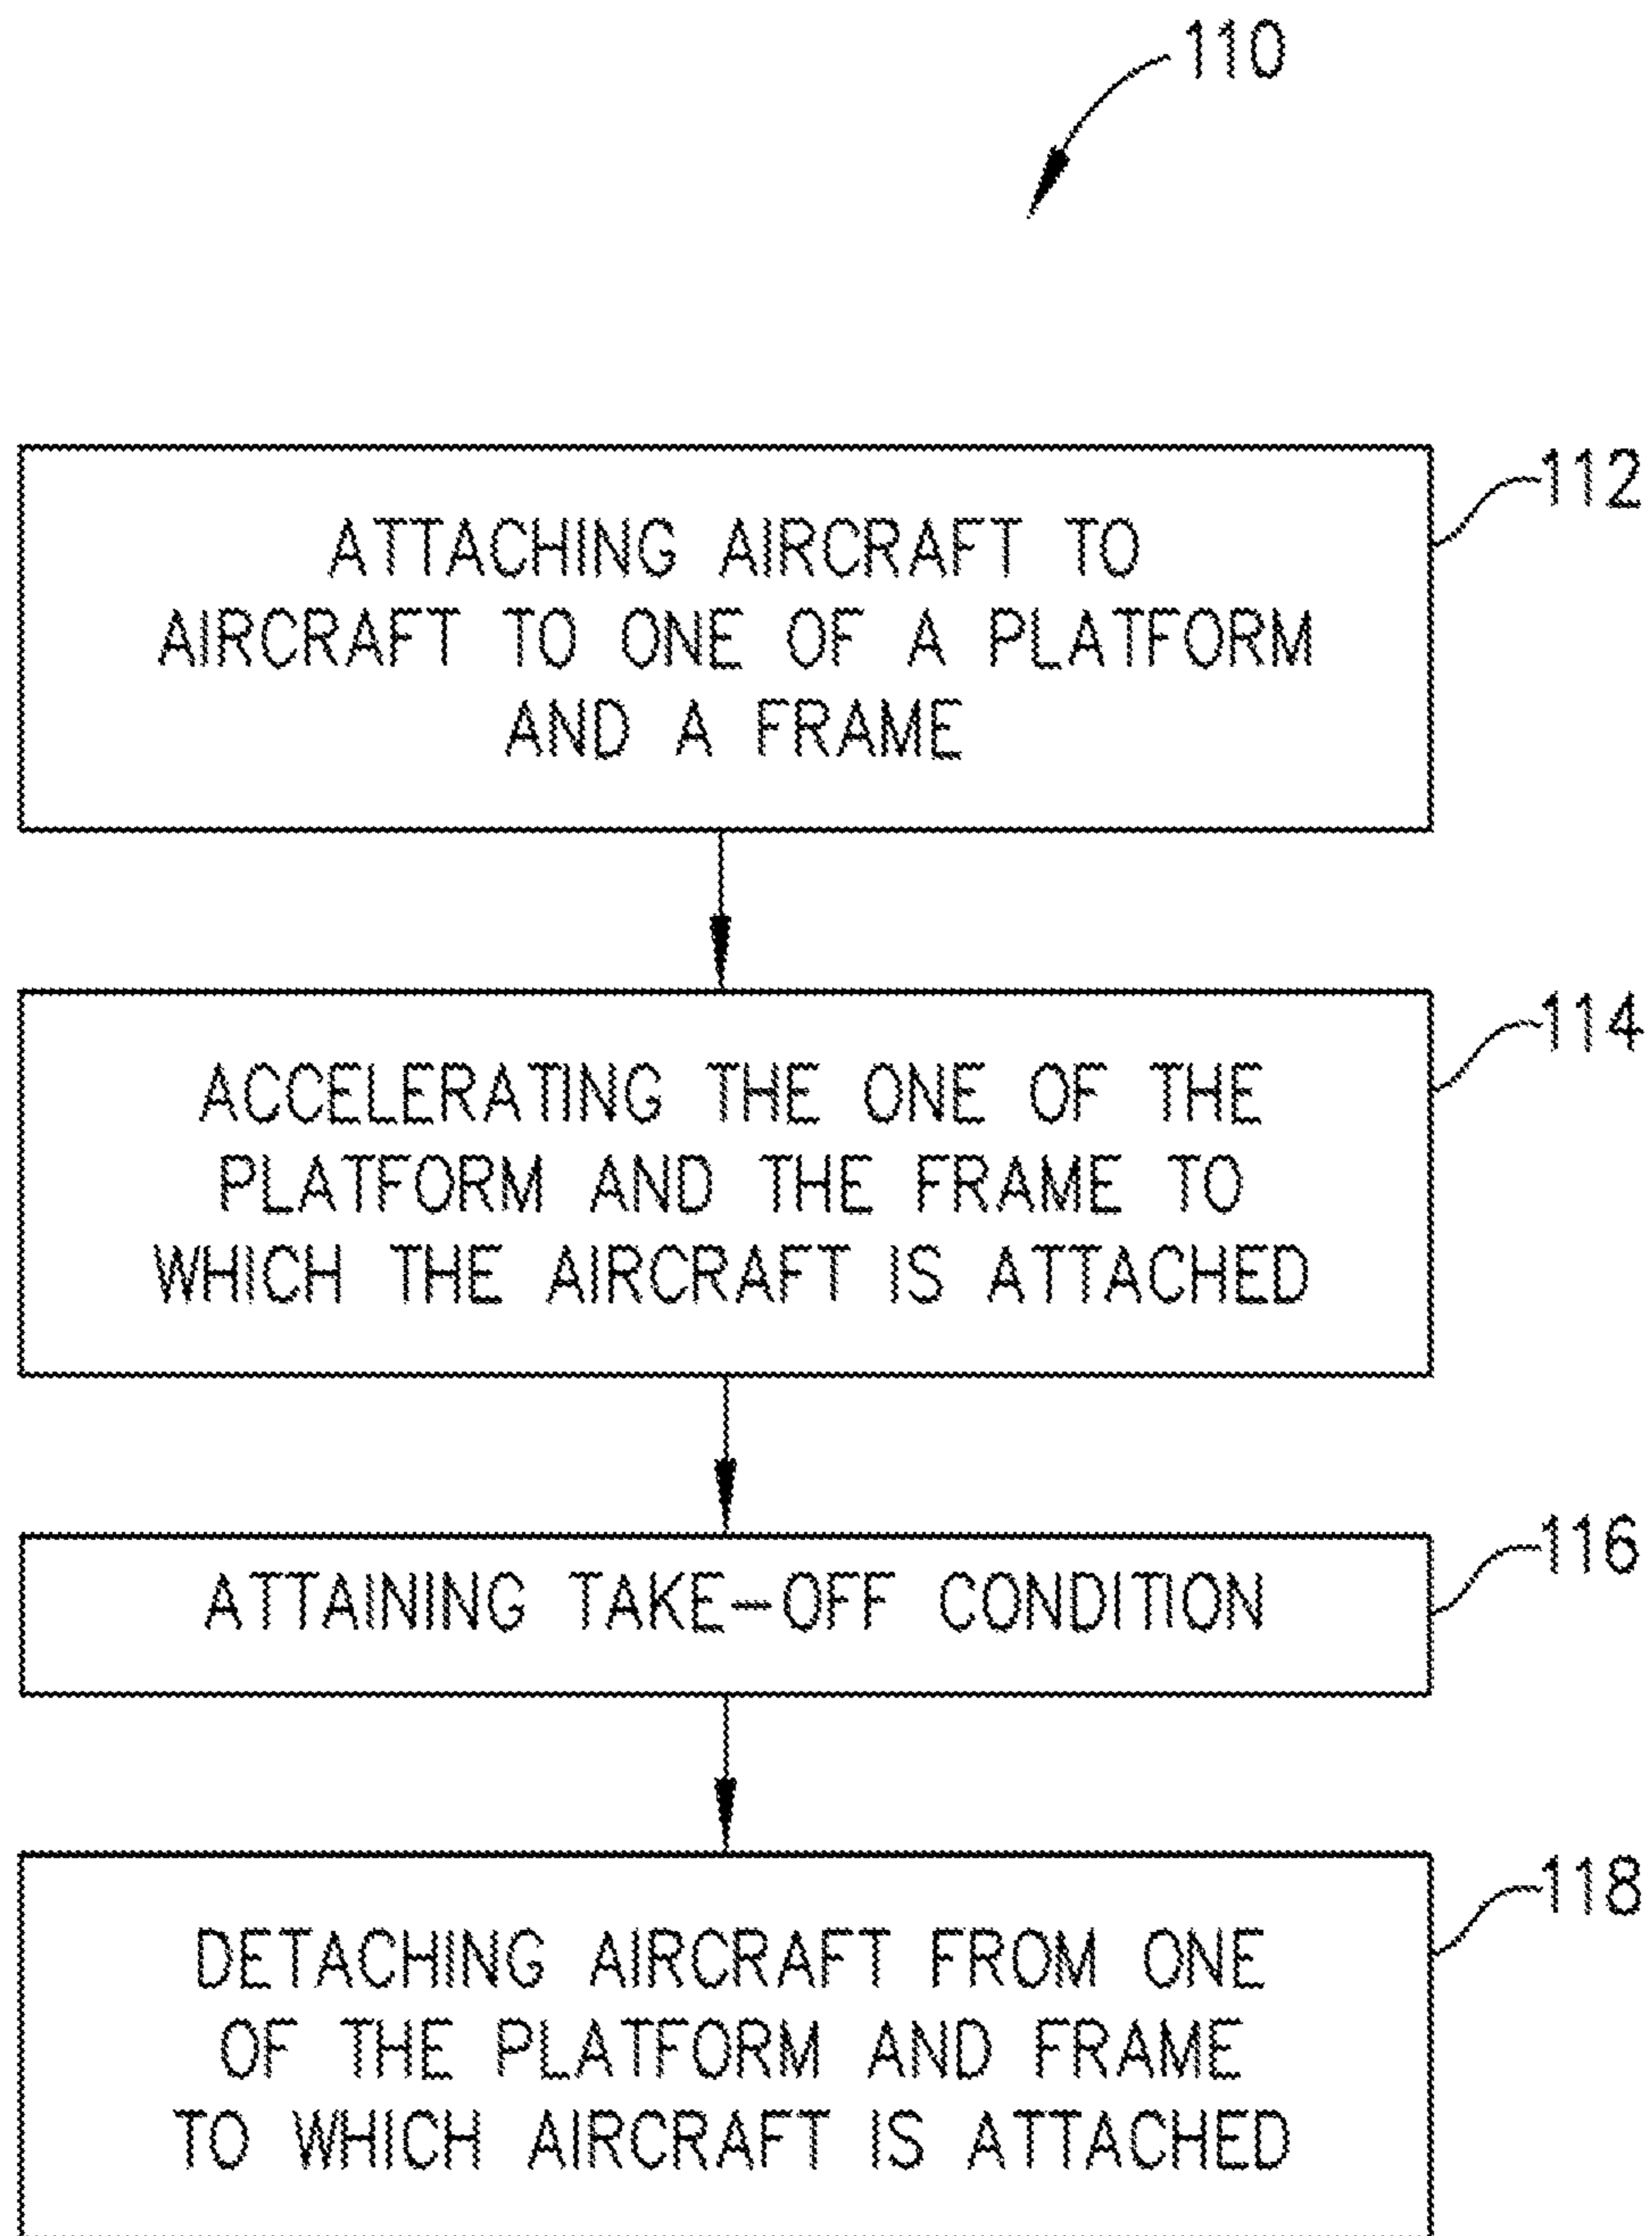 110
112
ATTACHING AIRCRAFT TO
AIRCRAFT TO ONE OF A PLATFORM
AND A FRAME
114
ACCELERATING THE ONE OF THE
PLATFORM AND THE FRAME TO
WHICH THE AIRCRAFT IS ATTACHED
116
ATTAINING TAKE-OFF CONDITION
118
DETACHING AIRCRAFT FROM ONE
OF THE PLATFORM AND FRAME
TO WHICH AIRCRAFT IS ATTACHED